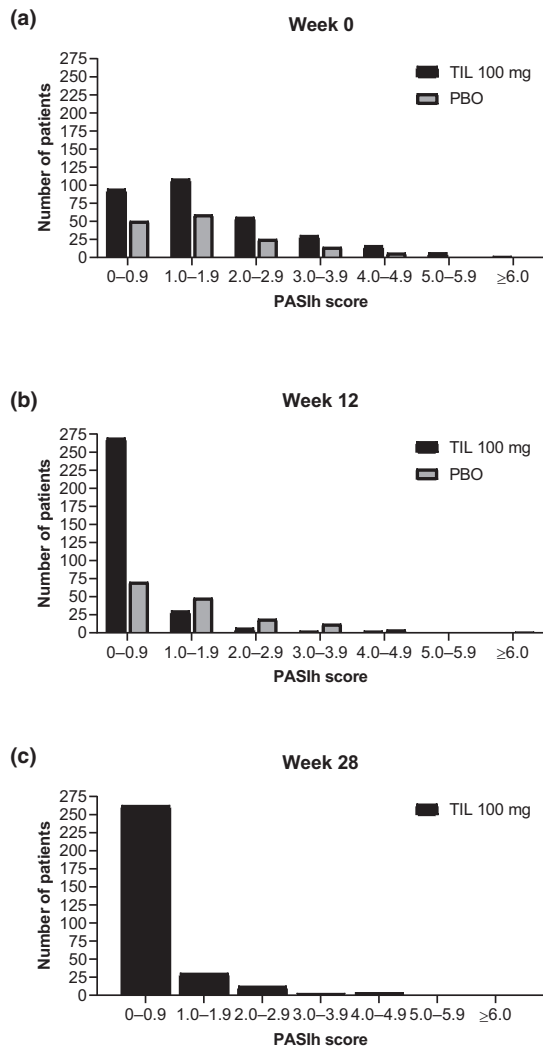 (a)
Week 0
Number of patients
275
250
225
200
175
150
125
100
75
50
25
0
TIL 100 mg
PBO
0–0.9 1.0–1.9 2.0–2.9 3.0–3.9 4.0–4.9 5.0–5.9 ≥6.0
PASIh score
(b)
Week 12
Number of patients
275
250
225
200
175
150
125
100
75
50
25
0
TIL 100 mg
PBO
0–0.9 1.0–1.9 2.0–2.9 3.0–3.9 4.0–4.9 5.0–5.9 ≥6.0
PASIh score
(c)
Week 28
Number of patients
275
250
225
200
175
150
125
100
75
50
25
0
TIL 100 mg
0–0.9 1.0–1.9 2.0–2.9 3.0–3.9 4.0–4.9 5.0–5.9 ≥6.0
PASIh score